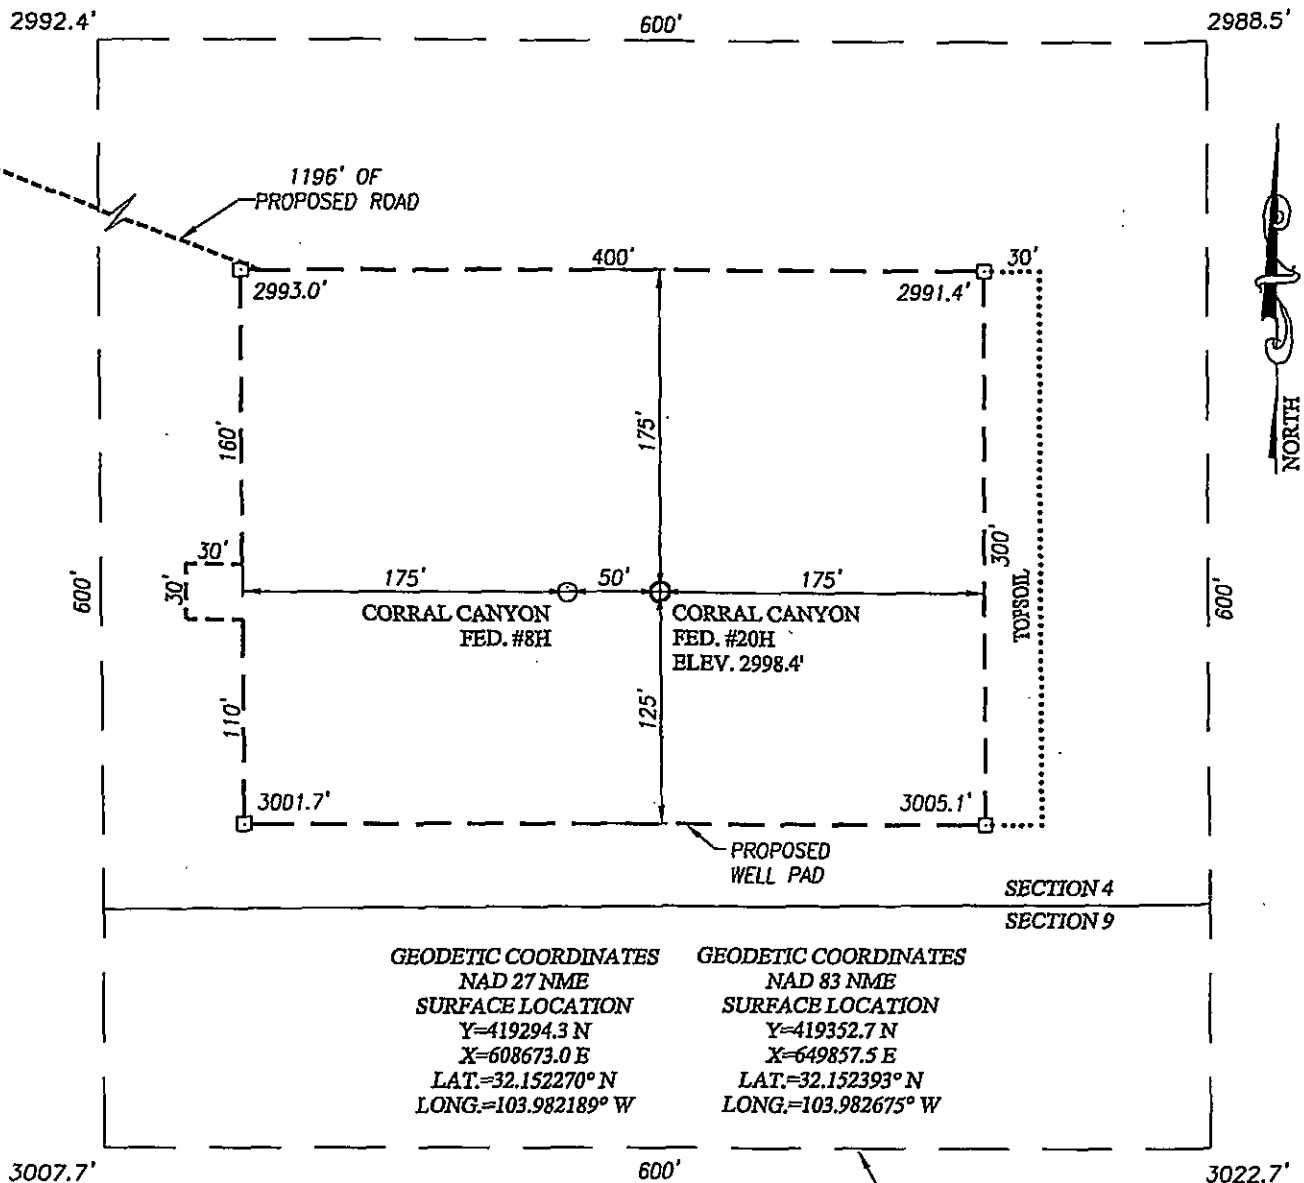 2992.4'
600'
2988.5'
1196' OF
PROPOSED ROAD
400'
30'
2993.0'
2991.4'
160'
175'
NORTH
30'
30'
600'
175'
50'
175'
300'
TOPSOIL
600'
CORRAL CANYON
FED. #8H
CORRAL CANYON
FED. #20H
ELEV. 2998.4'
110'
125'
3001.7'
3005.1'
PROPOSED
WELL PAD
SECTION 4
SECTION 9
GEODETIC COORDINATES
NAD 27 NME
SURFACE LOCATION
Y=419294.3 N
X=608673.0 E
LAT.=32.152270° N
LONG.=103.982189° W
GEODETIC COORDINATES
NAD 83 NME
SURFACE LOCATION
Y=419352.7 N
X=649857.5 E
LAT.=32.152393° N
LONG.=103.982675° W
3007.7'
600'
3022.7'